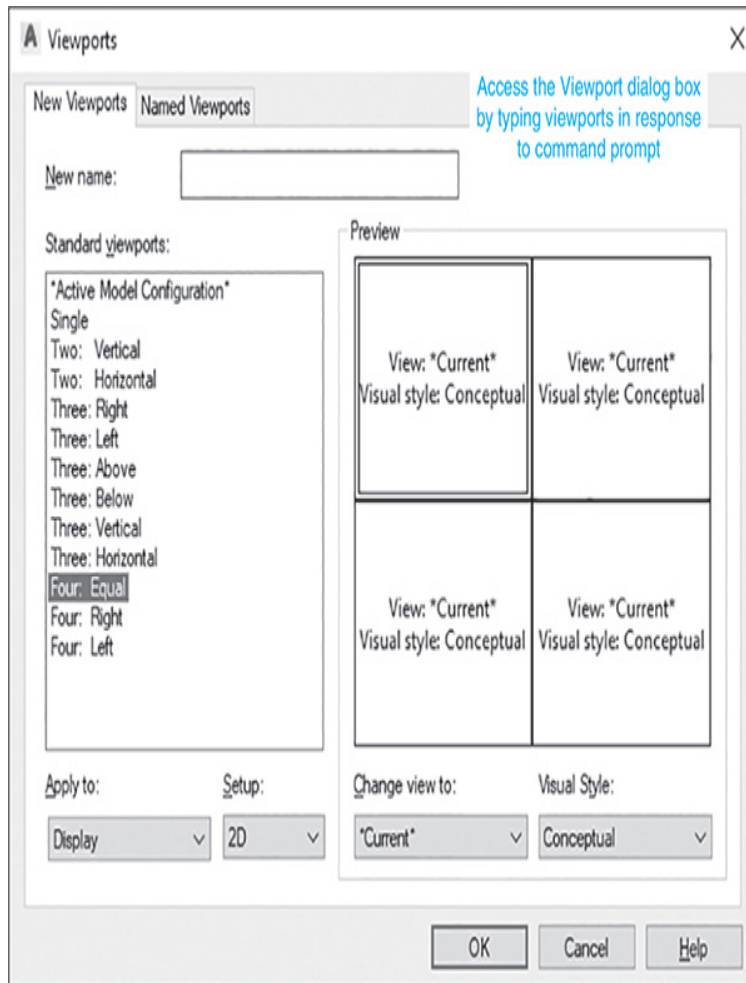 A Viewports
X
New Viewports
Named Viewports
Access the Viewport dialog box
by typing viewports in response
to command prompt
New name:
Standard viewports:
*Active Model Configuration*
Single
Two: Vertical
Two: Horizontal
Three: Right
Three: Left
Three: Above
Three: Below
Three: Vertical
Three: Horizontal
Four: Equal
Four: Right
Four: Left
Apply to:
Display
Setup:
2D
Preview
View: *Current*
Visual style: Conceptual
View: *Current*
Visual style: Conceptual
View: *Current*
Visual style: Conceptual
View: *Current*
Visual style: Conceptual
Change view to:
*Current*
Visual Style:
Conceptual
OK
Cancel
Help